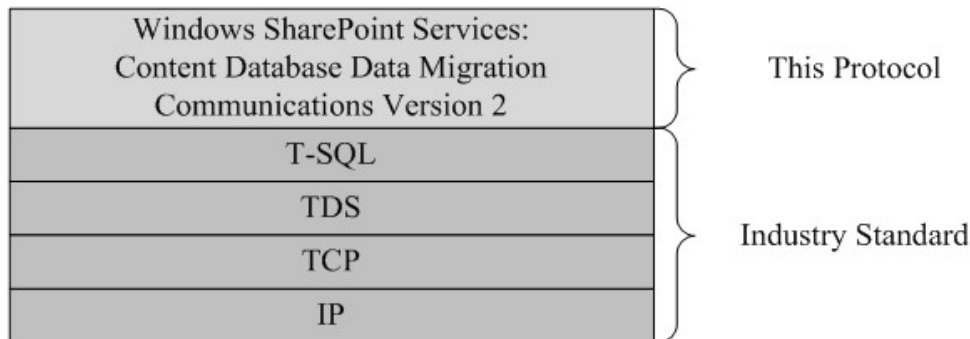 Windows SharePoint Services:
Content Database Data Migration
Communications Version 2
This Protocol
T-SQL
TDS
TCP
IP
Industry Standard